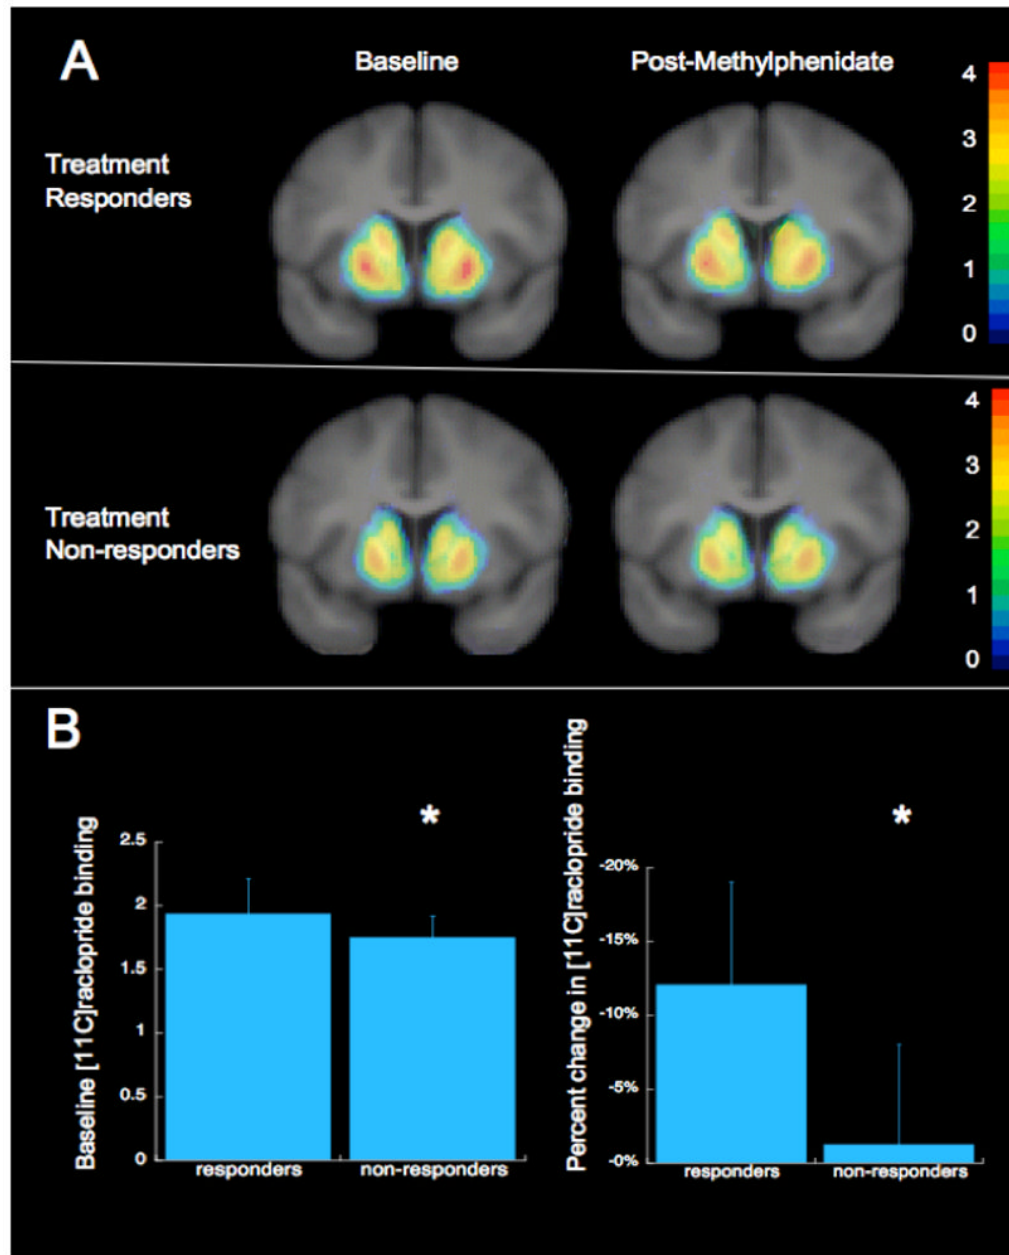 A
Baseline
Post-Methylphenidate
Treatment
Responders
4
3
2
1
0
Treatment
Non-responders
4
3
2
1
0
B
Baseline [11C]raclopride binding
*
2.5
2
1.5
1
0.5
0
responders
non-responders
Percent change in [11C]raclopride binding
*
-20%
-15%
-10%
-5%
-0%
responders
non-responders